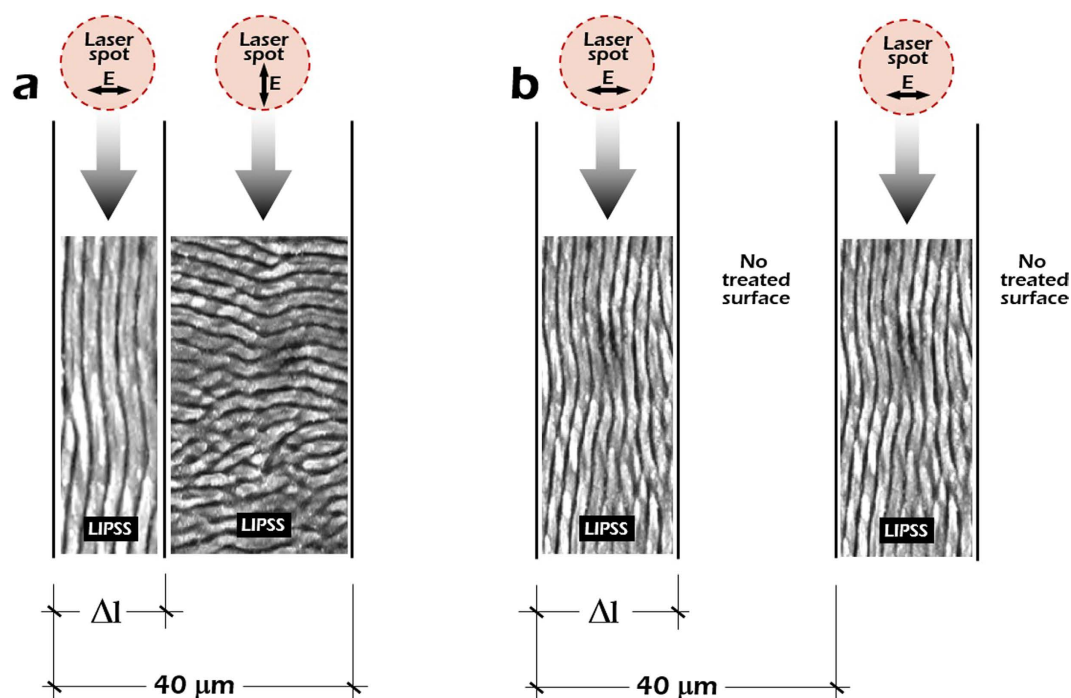 a
Laser
spot
E
Laser
spot
E
LIPSS
LIPSS
Δl
40 μm
b
Laser
spot
E
Laser
spot
E
No
treated
surface
No
treated
surface
LIPSS
LIPSS
Δl
40 μm